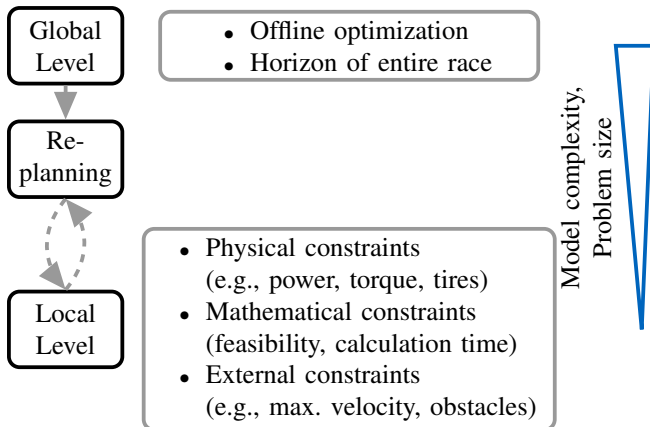 Global
Level
• Offline optimization
• Horizon of entire race
Re-
planning
Model complexity,
Problem size
• Physical constraints
(e.g., power, torque, tires)
• Mathematical constraints
(feasibility, calculation time)
• External constraints
(e.g., max. velocity, obstacles)
Local
Level